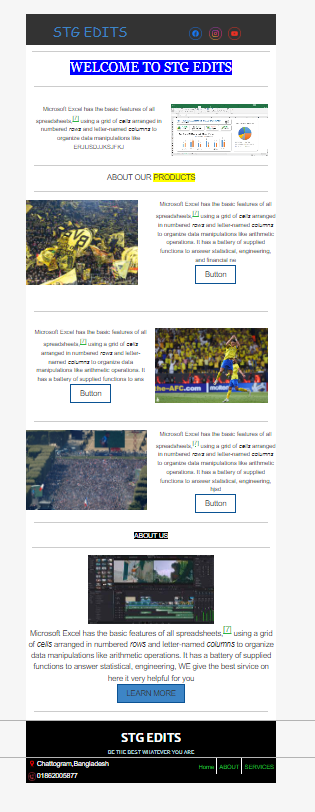 STG EDITS
WELCOME TO STG EDITS
Microsoft Excel has the basic features of all
spreadsheets,[7] using a grid of cells arranged in
numbered rows and letter-named columns to
organize data manipulations like
ABOUT OUR PRODUCTS
Microsoft Excel has the basic features of all
spreadsheets,[7] using a grid of cells arranged
in numbered rows and letter-named columns
to organize data manipulations like arithmetic
operations. It has a battery of supplied
functions to answer statistical, engineering,
and financial ne
Button
Microsoft Excel has the basic features of all
spreadsheets,[7] using a grid of cells
arranged in numbered rows and letter-
named columns to organize data
manipulations like arithmetic operations. It
has a battery of supplied functions to ans
Button
the-AFC.com
Microsoft Excel has the basic features of all
spreadsheets,[7] using a grid of cells arranged
in numbered rows and letter-named columns
to organize data manipulations like arithmetic
operations. It has a battery of supplied
functions to answer statistical, engineering,
Button
ABOUT US
Microsoft Excel has the basic features of all spreadsheets,[7] using a grid
of cells arranged in numbered rows and letter-named columns to organize
data manipulations like arithmetic operations. It has a battery of supplied
functions to answer statistical, engineering, WE give the best sirvice on
here it very helpful for you
LEARN MORE
STG EDITS
BE THE BEST WHATEVER YOU ARE
Chattogram,Bangladesh
01862005877
Home ABOUT SERVICES